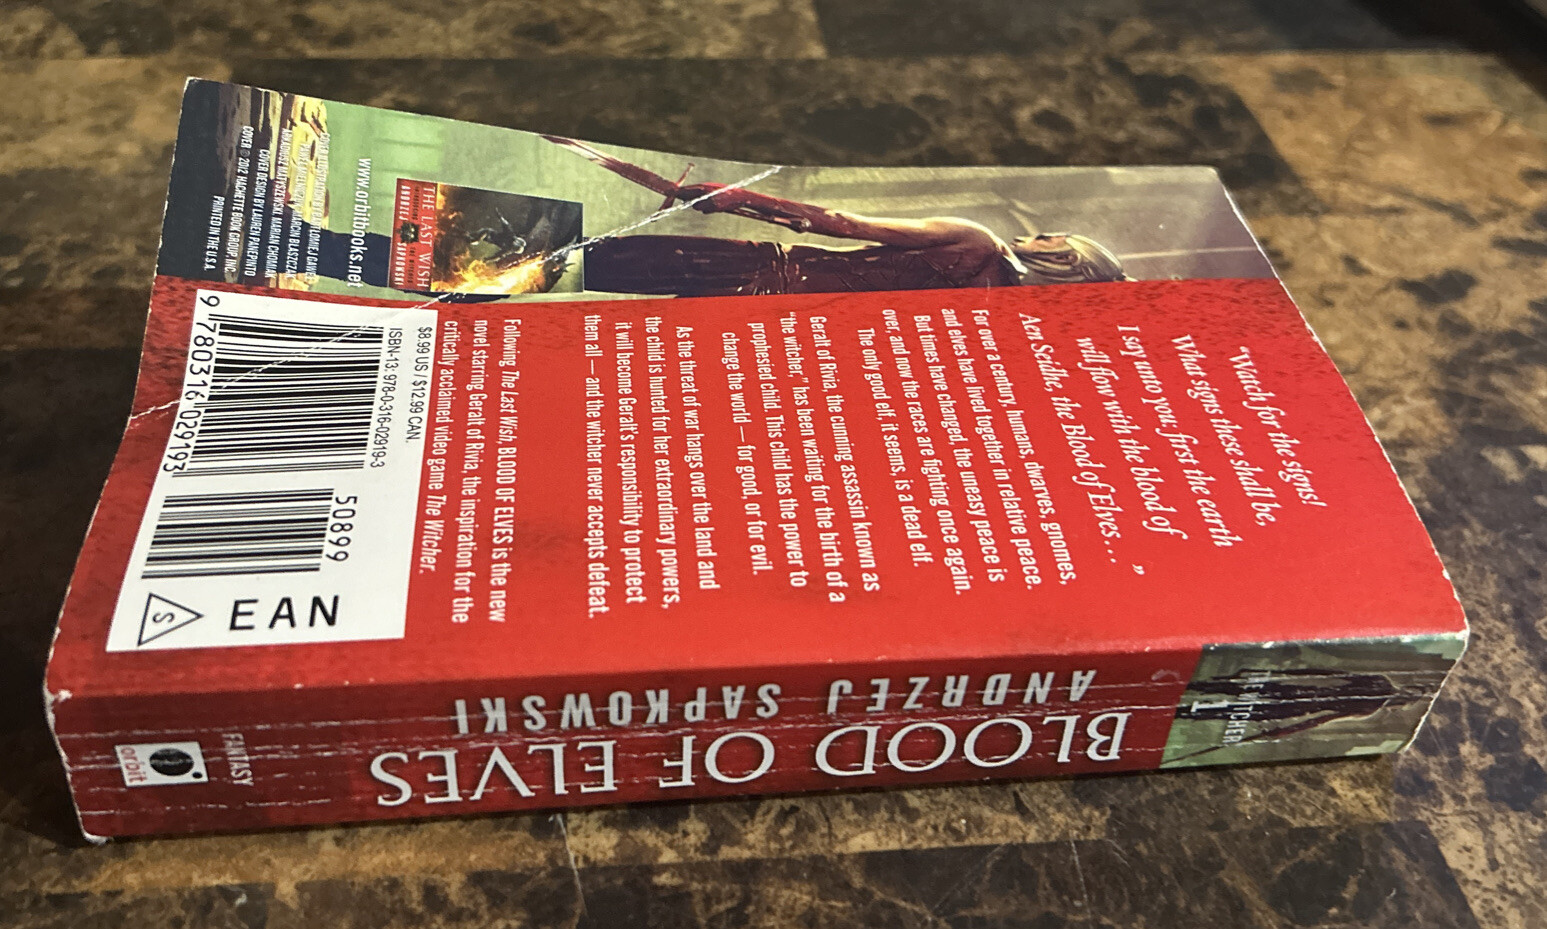 "Watch for the signs!
What signs these shall be,
I say unto you: first the earth
will flow with the blood of
Aen Seidhe, the Blood of Elves . . . "
For over a century, humans, dwarves, gnomes,
and elves have lived together in relative peace.
But times have changed, the uneasy peace is
over, and now the races are fighting once again.
The only good elf, it seems, is a dead elf.
Geralt of Rivia, the cunning assassin known as
"the witcher," has been waiting for the birth of a
prophesied child. This child has the power to
change the world — for good, or for evil.
As the threat of war hangs over the land and
the child is hunted for her extraordinary powers,
it will become Geralt's responsibility to protect
them all — and the witcher never accepts defeat.
Following The Last Wish, BLOOD OF ELVES is the new
novel starring Geralt of Rivia, the inspiration for the
critically acclaimed video game The Witcher.
THE LAST WISH
ANDRZEJ SAPKOWSKI
www.orbitbooks.net
COVER DESIGN BY LAUREN PANEPINTO
COVER © 2012 HACHETTE BOOK GROUP, INC.
PRINTED IN THE U.S.A.
$8.99 US / $12.99 CAN.
ISBN-13: 978-0-316-02919-3
9 780316 029193
50899
EAN
S
THE WITCHER
1
ANDRZEJ SAPKOWSKI
BLOOD OF ELVES
FANTASY
orbit